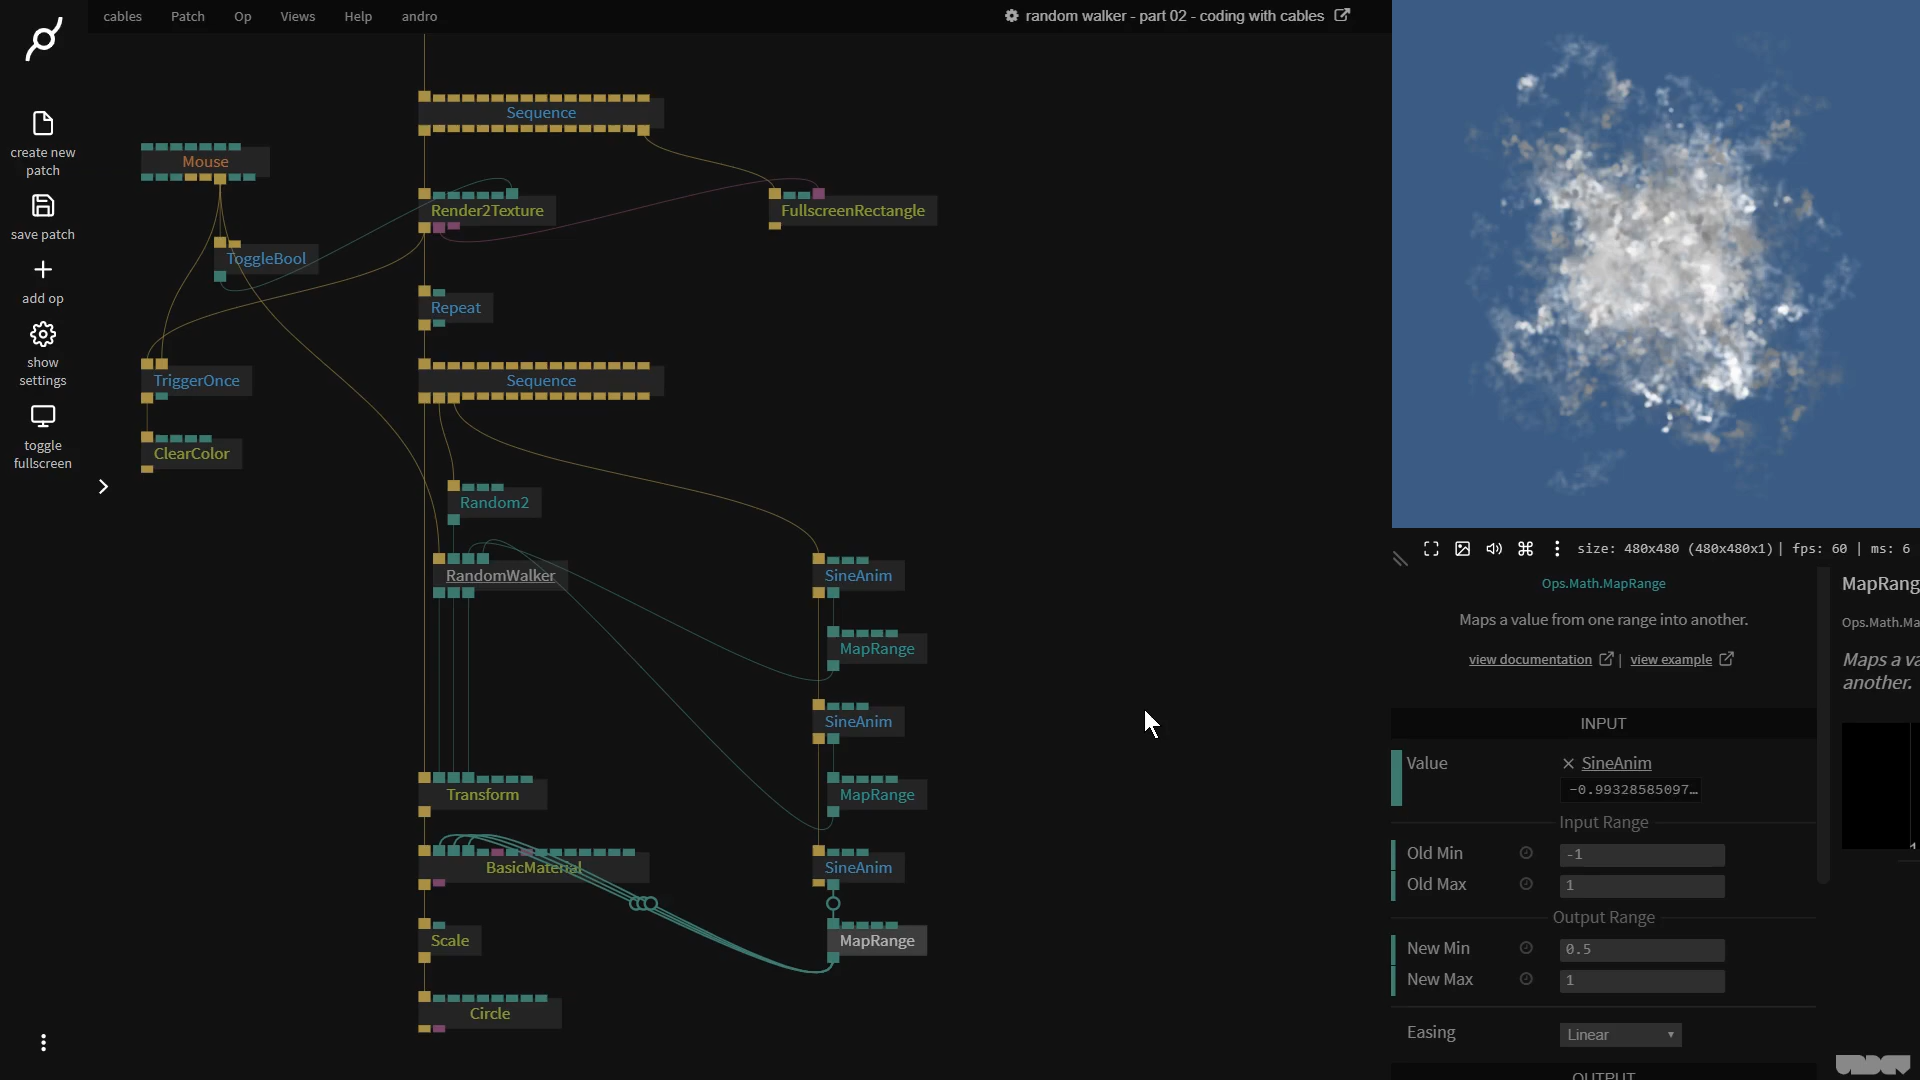 cables
Patch
Op
Views
Help
andro
random walker - part 02 - coding with cables
create new
patch
save patch
add op
show
settings
toggle
fullscreen
Sequence
Mouse
Render2Texture
FullscreenRectangle
ToggleBool
Repeat
TriggerOnce
Sequence
ClearColor
Random2
RandomWalker
SineAnim
MapRange
SineAnim
Transform
MapRange
BasicMaterial
SineAnim
Scale
MapRange
Circle
size: 480x480 (480x480x1) | fps: 60 | ms: 6
Ops.Math.MapRange
Maps a value from one range into another.
view documentation | view example
INPUT
Value
× SineAnim
-0.99328585097…
Input Range
Old Min
-1
Old Max
1
Output Range
New Min
0.5
New Max
1
Easing
Linear
OUTPUT
MapRang
Ops.Math.Ma
Maps a va
another.